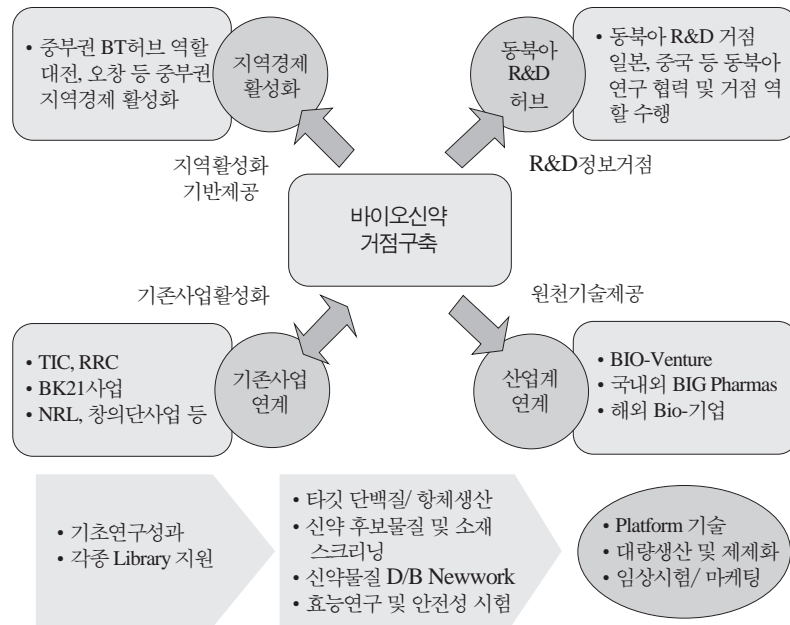 • 중부권 BT허브 역할
대전, 오창 등 중부권
지역경제 활성화
지역경제
활성화
동북아
R&D
허브
• 동북아 R&D 거점
일본, 중국 등 동북아
연구 협력 및 거점 역
할 수행
지역활성화
기반제공
R&D정보거점
바이오신약
거점구축
기존사업활성화
원천기술제공
• TIC, RRC
• BK21사업
• NRL, 창의단사업 등
기존사업
연계
산업계
연계
• BIO-Venture
• 국내외 BIG Pharmas
• 해외 Bio-기업
• 기초연구성과
• 각종 Library 지원
• 타깃 단백질/ 항체생산
• 신약 후보물질 및 소재
스크리닝
• 신약물질 D/B Newwork
• 효능연구 및 안전성 시험
• Platform 기술
• 대량생산 및 제제화
• 임상시험/ 마케팅